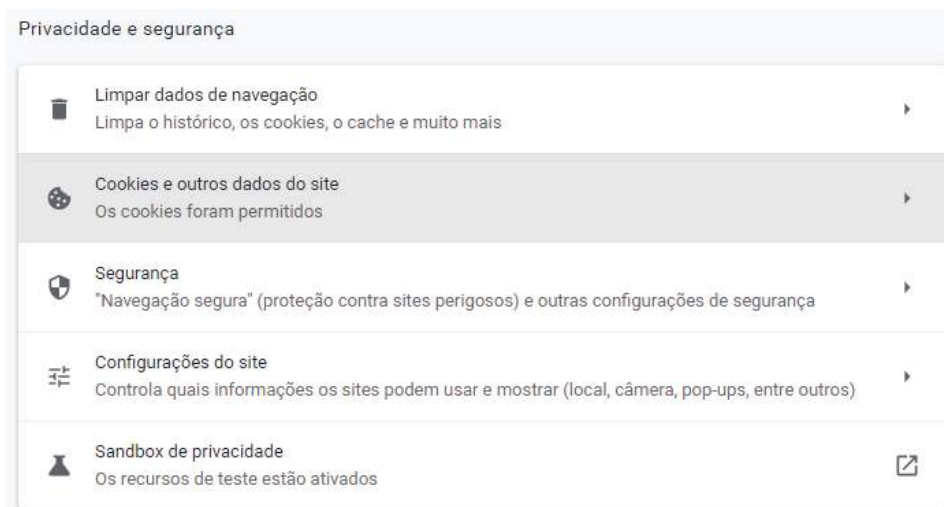 Privacidade e segurança
Limpar dados de navegação
Limpa o histórico, os cookies, o cache e muito mais
Cookies e outros dados do site
Os cookies foram permitidos
Segurança
"Navegação segura" (proteção contra sites perigosos) e outras configurações de segurança
Configurações do site
Controla quais informações os sites podem usar e mostrar (local, câmera, pop-ups, entre outros)
Sandbox de privacidade
Os recursos de teste estão ativados